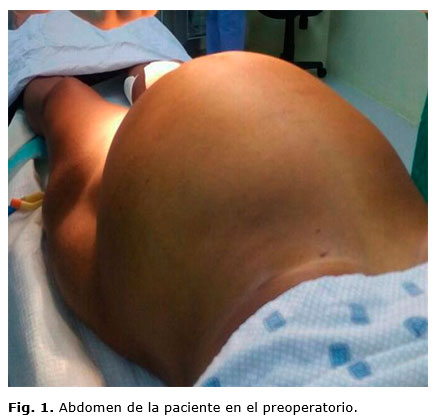 Fig. 1. Abdomen de la paciente en el preoperatorio.